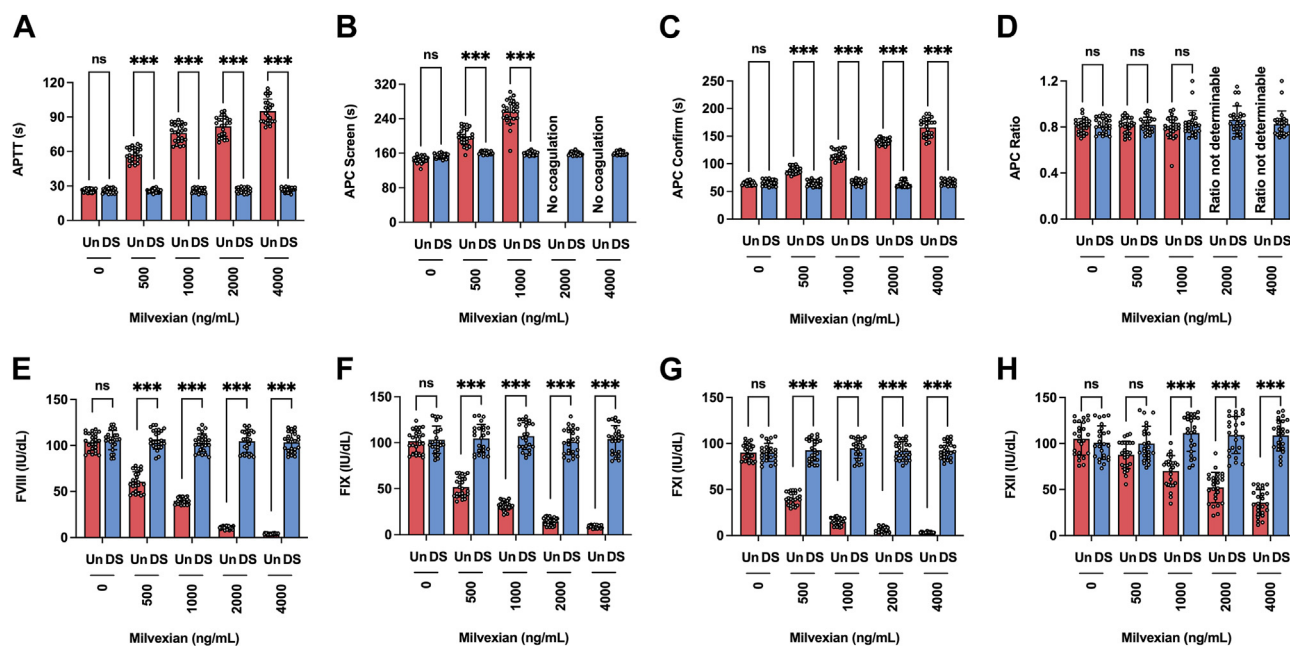 A
ns *** *** *** ***
120
90
60
30
0
APTT (s)
Un DS Un DS Un DS Un DS Un DS
0 500 1000 2000 4000
Milvexian (ng/mL)
B
ns *** ***
320
240
160
80
0
APC Screen (s)
No coagulation
No coagulation
Un DS Un DS Un DS Un DS Un DS
0 500 1000 2000 4000
Milvexian (ng/mL)
C
ns *** *** *** ***
250
200
150
100
50
0
APC Confirm (s)
Un DS Un DS Un DS Un DS Un DS
0 500 1000 2000 4000
Milvexian (ng/mL)
D
ns ns ns
1.2
0.8
0.4
0.0
APC Ratio
Ratio not determinable
Ratio not determinable
Un DS Un DS Un DS Un DS Un DS
0 500 1000 2000 4000
Milvexian (ng/mL)
E
ns *** *** *** ***
150
100
50
0
FVIII (IU/dL)
Un DS Un DS Un DS Un DS Un DS
0 500 1000 2000 4000
Milvexian (ng/mL)
F
ns *** *** *** ***
150
100
50
0
FIX (IU/dL)
Un DS Un DS Un DS Un DS Un DS
0 500 1000 2000 4000
Milvexian (ng/mL)
G
ns *** *** *** ***
150
100
50
0
FXI (IU/dL)
Un DS Un DS Un DS Un DS Un DS
0 500 1000 2000 4000
Milvexian (ng/mL)
H
ns ns *** *** ***
150
100
50
0
FXII (IU/dL)
Un DS Un DS Un DS Un DS Un DS
0 500 1000 2000 4000
Milvexian (ng/mL)